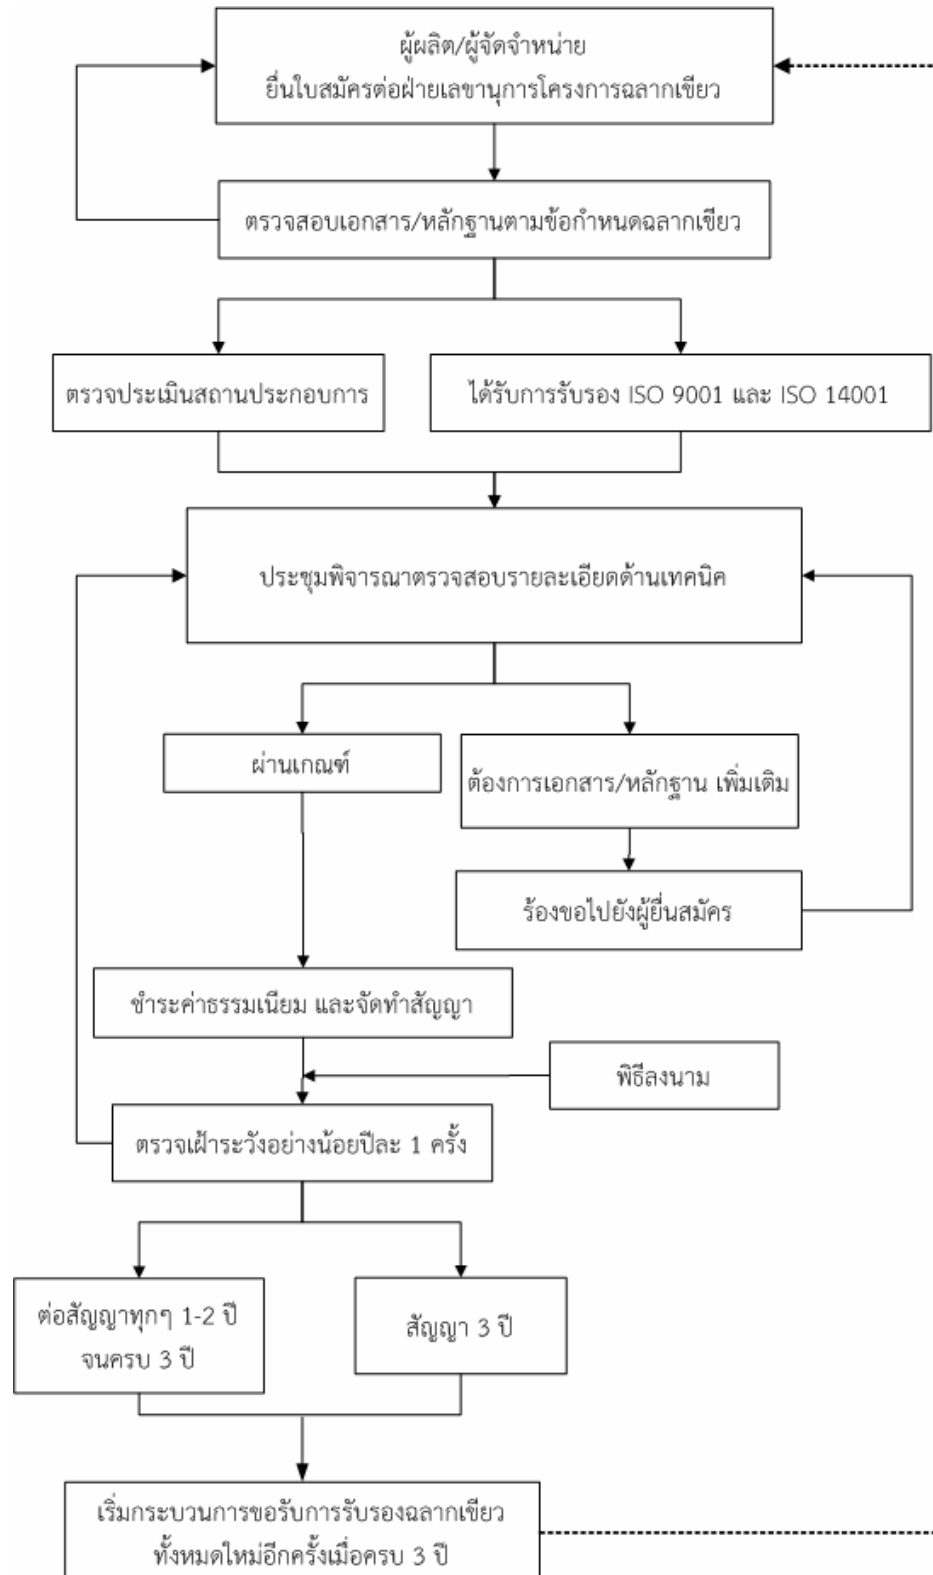 ผู้ผลิต/ผู้จัดจำหน่าย
ยื่นใบสมัครต่อฝ่ายเลขานุการโครงการฉลากเขียว
ตรวจสอบเอกสาร/หลักฐานตามข้อกำหนดฉลากเขียว
ตรวจประเมินสถานประกอบการ
ได้รับการรับรอง ISO 9001 และ ISO 14001
ประชุมพิจารณาตรวจสอบรายละเอียดด้านเทคนิค
ผ่านเกณฑ์
ต้องการเอกสาร/หลักฐาน เพิ่มเติม
ร้องขอไปยังผู้ยื่นสมัคร
ชำระค่าธรรมเนียม และจัดทำสัญญา
พิธีลงนาม
ตรวจเฝ้าระวังอย่างน้อยปีละ 1 ครั้ง
ต่อสัญญาทุกๆ 1-2 ปี
จนครบ 3 ปี
สัญญา 3 ปี
เริ่มกระบวนการขอรับการรับรองฉลากเขียว
ทั้งหมดใหม่อีกครั้งเมื่อครบ 3 ปี